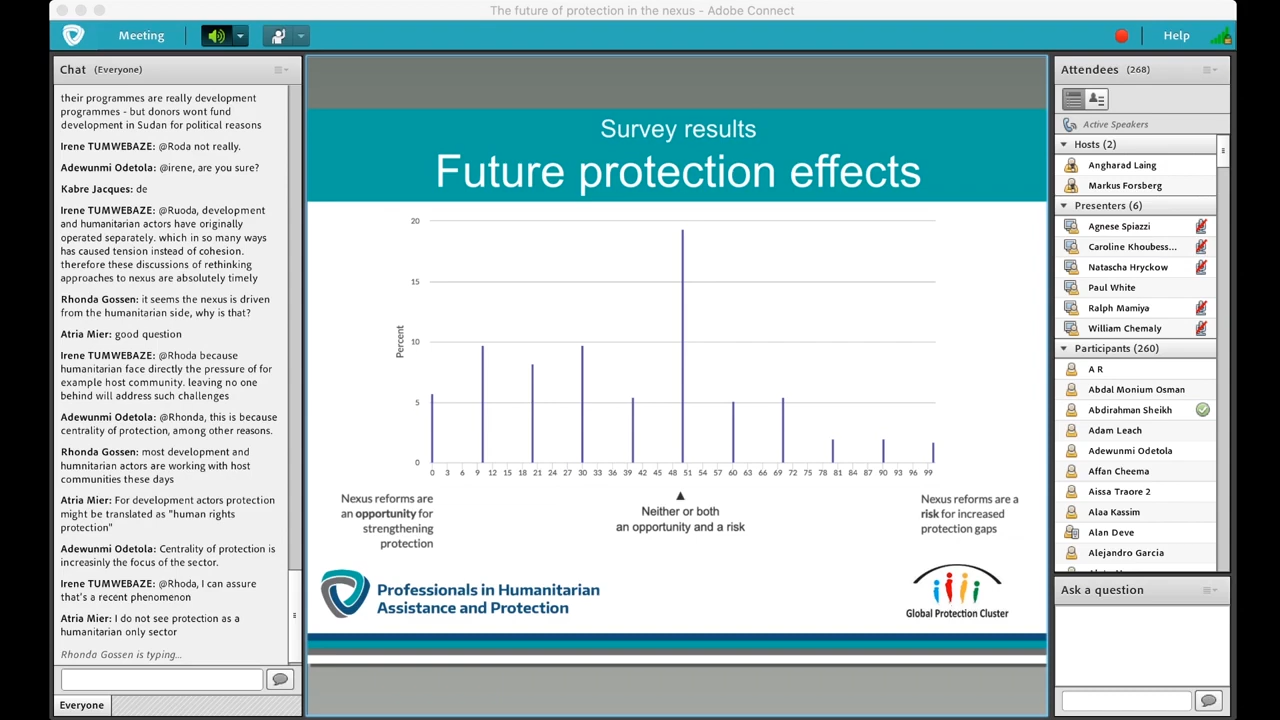 The future of protection in the nexus - Adobe Connect
Meeting
Help
Chat (Everyone)
their programmes are really development
programmes - but donors wont fund
development in Sudan for political reasons
Irene TUMWEBAZE: @Roda not really.
Adewunmi Odetola: @irene, are you sure?
Kabre Jacques: de
Irene TUMWEBAZE: @Ruoda, development
and humanitarian actors have originally
operated separately. which in so many ways
has caused tension instead of cohesion.
therefore these discussions of rethinking
approaches to nexus are absolutely timely
Rhonda Gossen: it seems the nexus is driven
from the humanitarian side, why is that?
Atria Mier: good question
Irene TUMWEBAZE: @Rhoda because
humanitarian face directly the pressure of for
example host community. leaving no one
behind will address such challenges
Adewunmi Odetola: @Rhonda, this is because
centrality of protection, among other reasons.
Rhonda Gossen: most development and
humnitarian actors are working with host
communities these days
Atria Mier: For development actors protection
might be translated as "human rights
protection"
Adewunmi Odetola: Centrality of protection is
increasinly the focus of the sector.
Irene TUMWEBAZE: @Rhoda, I can assure
that's a recent phenomenon
Atria Mier: I do not see protection as a
humanitarian only sector
Rhonda Gossen is typing...
Everyone
Survey results
Future protection effects
20
15
10
5
0
Percent
0 3 6 9 12 15 18 21 24 27 30 33 36 39 42 45 48 51 54 57 60 63 66 69 72 75 78 81 84 87 90 93 96 99
Nexus reforms are
an opportunity for
strengthening
protection
Neither or both
an opportunity and a risk
Nexus reforms are a
risk for increased
protection gaps
Professionals in Humanitarian
Assistance and Protection
Global Protection Cluster
Attendees (268)
Active Speakers
Hosts (2)
Angharad Laing
Markus Forsberg
Presenters (6)
Agnese Spiazzi
Caroline Khoubess...
Natascha Hryckow
Paul White
Ralph Mamiya
William Chemaly
Participants (260)
A R
Abdal Monium Osman
Abdirahman Sheikh
Adam Leach
Adewunmi Odetola
Affan Cheema
Aissa Traore 2
Alaa Kassim
Alan Deve
Alejandro Garcia
Ask a question